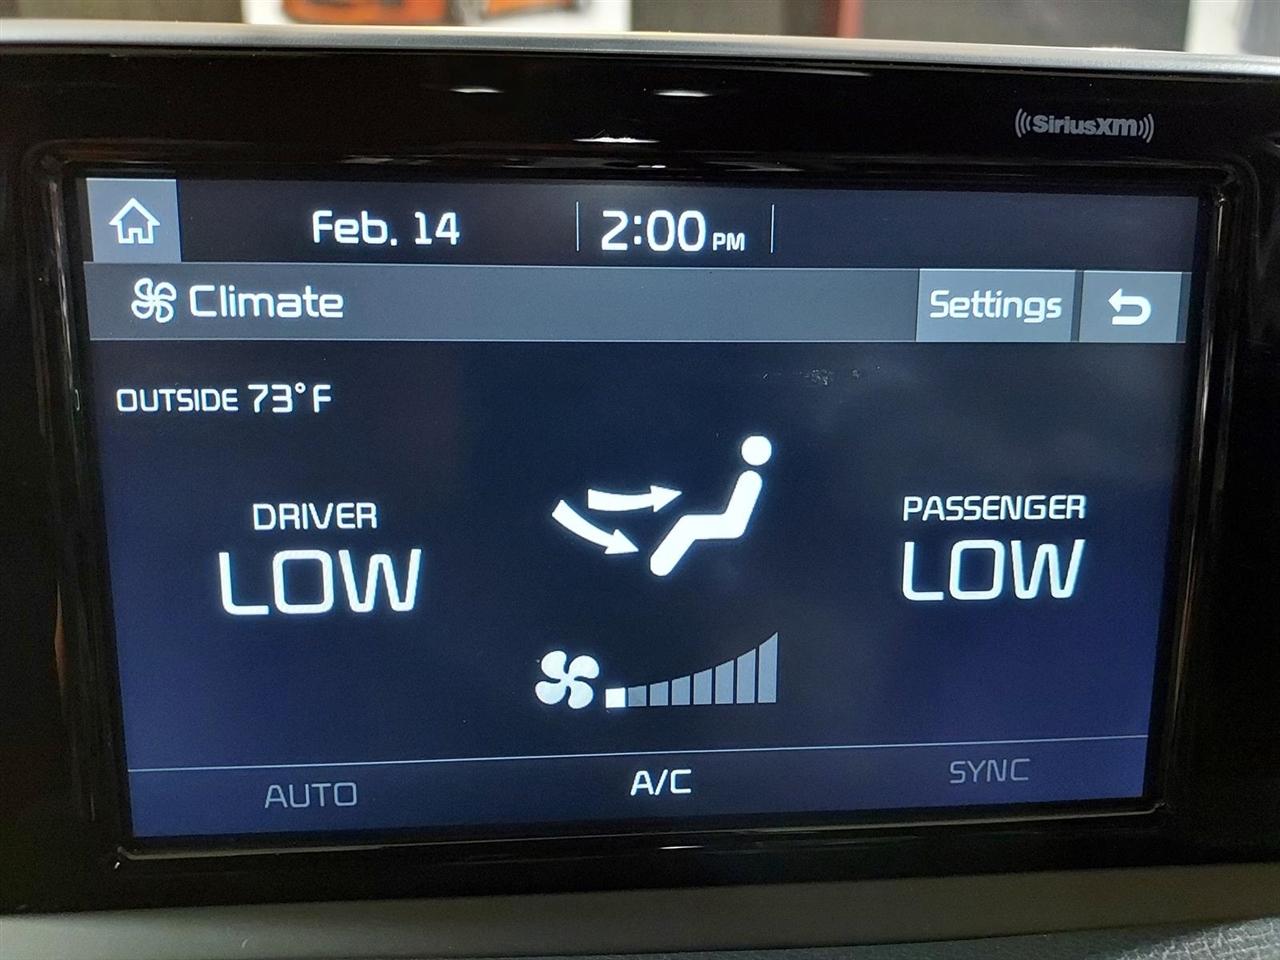 SiriusXM
Feb. 14 2:00 PM
Climate Settings
OUTSIDE 73°F
DRIVER
LOW
PASSENGER
LOW
AUTO A/C SYNC